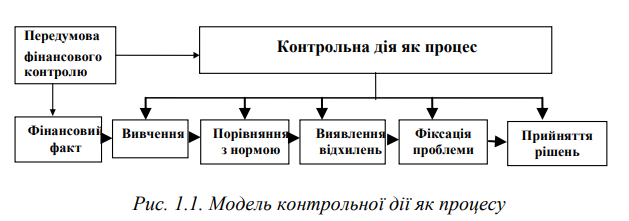 Передумова
фінансового
контролю
Контрольна дія як процес
Фінансовий
факт
Вивчення
Порівняння
з нормою
Виявлення
відхилень
Фіксація
проблеми
Прийняття
рішень
Рис. 1.1. Модель контрольної дії як процесу